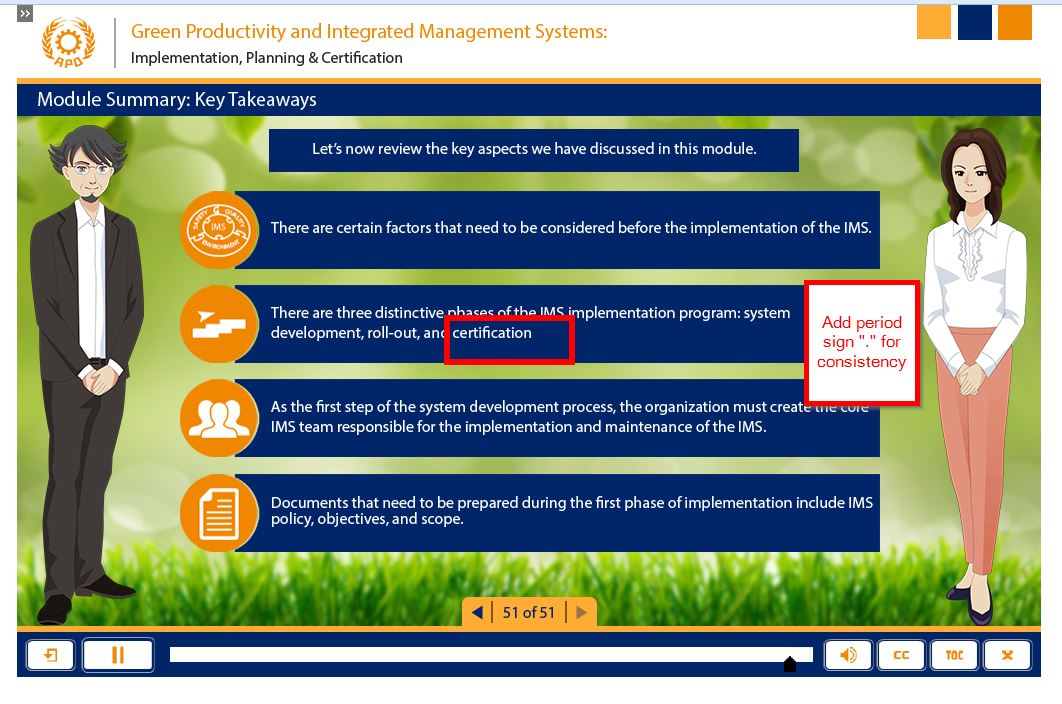 APO
Green Productivity and Integrated Management Systems:
Implementation, Planning & Certification
Module Summary: Key Takeaways
Let's now review the key aspects we have discussed in this module.
SAFETY QUALITY
IMS
ENVIRONMENT
There are certain factors that need to be considered before the implementation of the IMS.
There are three distinctive phases of the IMS implementation program: system
development, roll-out, and certification
Add period
sign "." for
consistency
As the first step of the system development process, the organization must create the core
IMS team responsible for the implementation and maintenance of the IMS.
Documents that need to be prepared during the first phase of implementation include IMS
policy, objectives, and scope.
51 of 51
CC
TOC